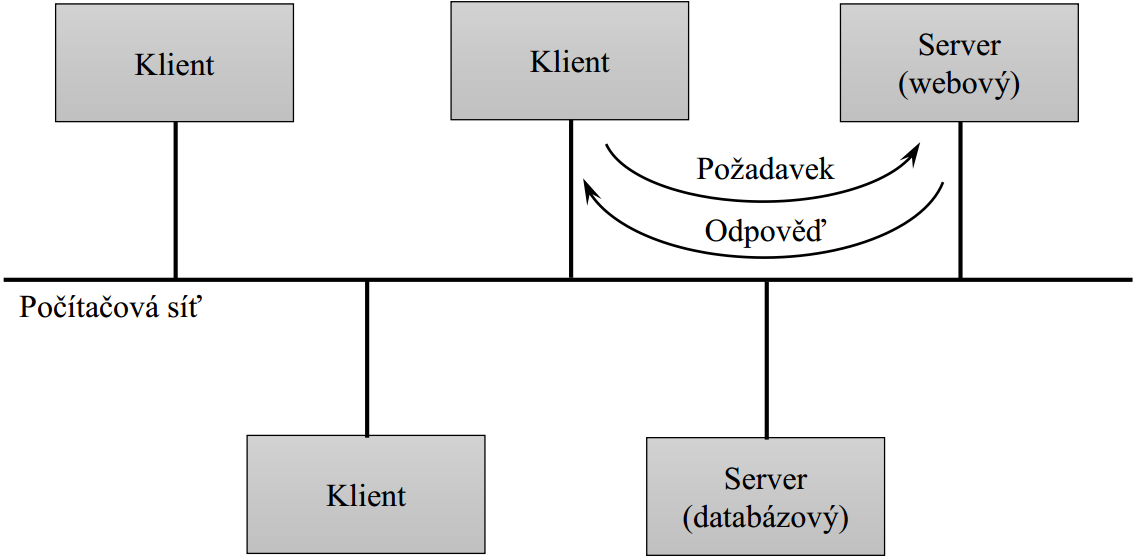 Klient
Klient
Server
(webový)
Požadavek
Odpověď
Počítačová síť
Klient
Server
(databázový)